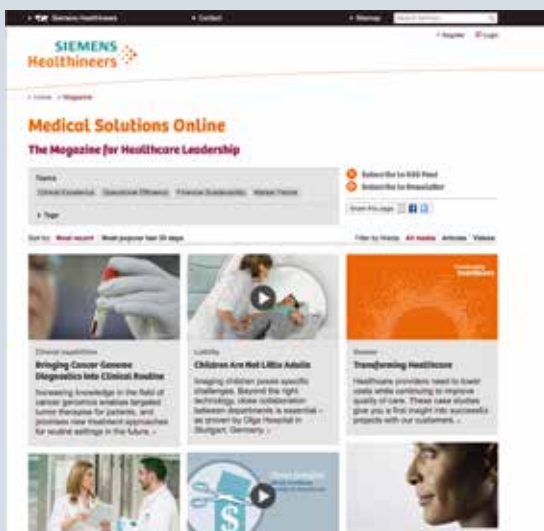 Siemens Healthineers
Contact
Sitemap
Register
Login
SIEMENS
Healthineers
Home
Magazine
Medical Solutions Online
The Magazine for Healthcare Leadership
Topics
Clinical Excellence Operational Efficiency Financial Sustainability Market Trends
Tags
Subscribe to RSS Feed
Subscribe to Newsletter
Share this page
Sort by: Most recent Most popular last 30 days
Filter by Media: All media Articles Videos
Bringing Cancer Genome
Diagnostics Into Clinical Routine
Increasing knowledge in the field of
cancer genomics enables targeted
tumor therapies for patients, and
promises new treatment approaches
for routine settings in the future.
Children Are Not Little Adults
Imaging children poses specific
challenges. Beyond the right
technology, close collaboration
between departments is essential –
as proven by Olga Hospital in
Stuttgart, Germany.
Healthineers
Transforming Healthcare
Healthcare providers need to lower
costs while continuing to improve
quality of care. These case studies
give you a first insight into successful
projects with our customers.
$